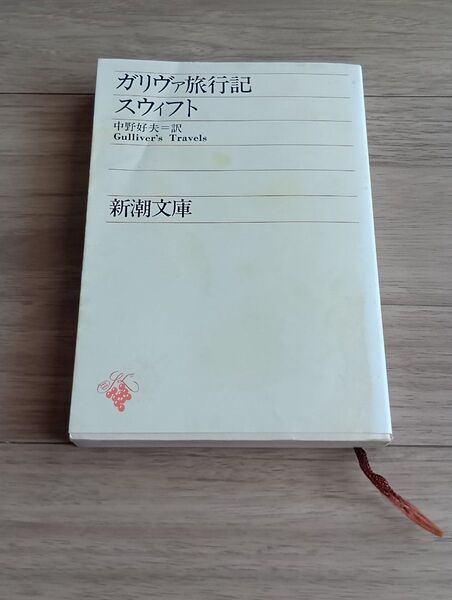 ガリヴァ旅行記
スウィフト
中野好夫＝訳
Gulliver's Travels
新潮文庫